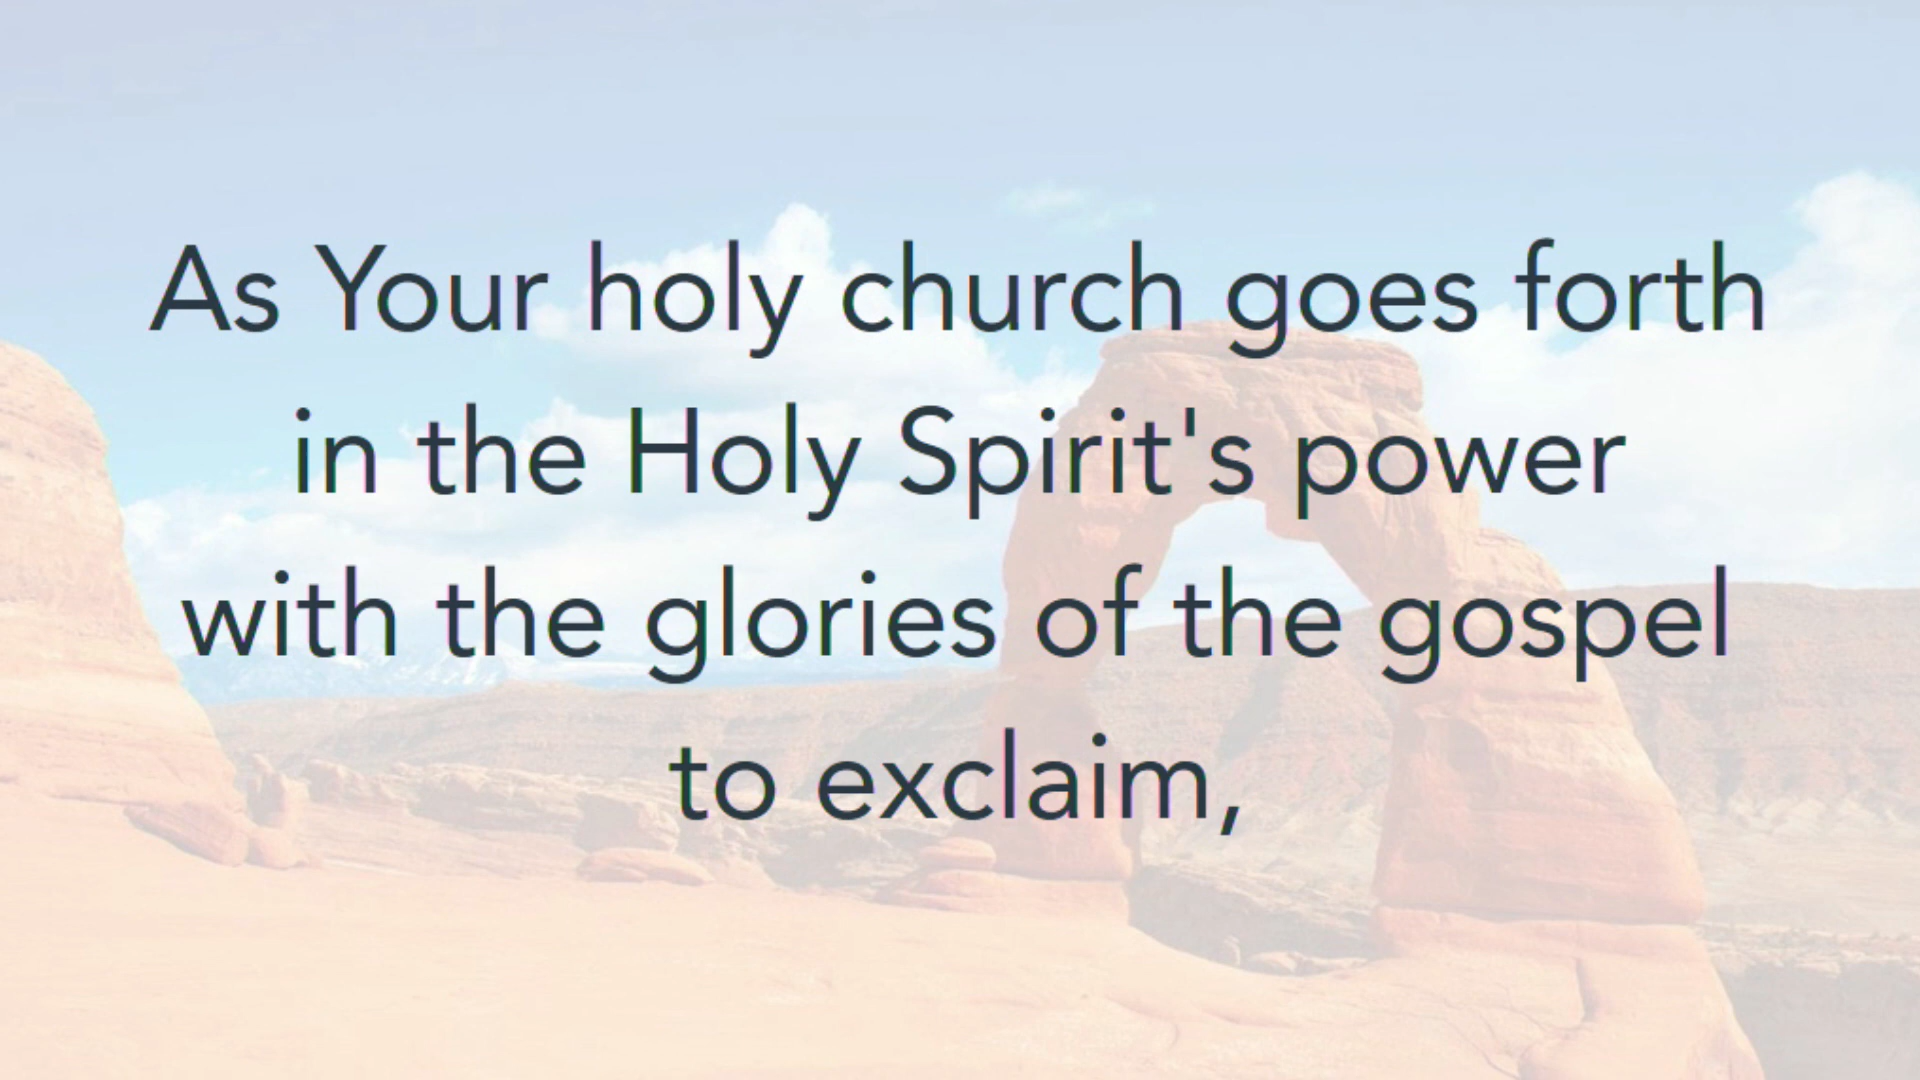 As Your holy church goes forth
in the Holy Spirit's power
with the glories of the gospel
to exclaim,